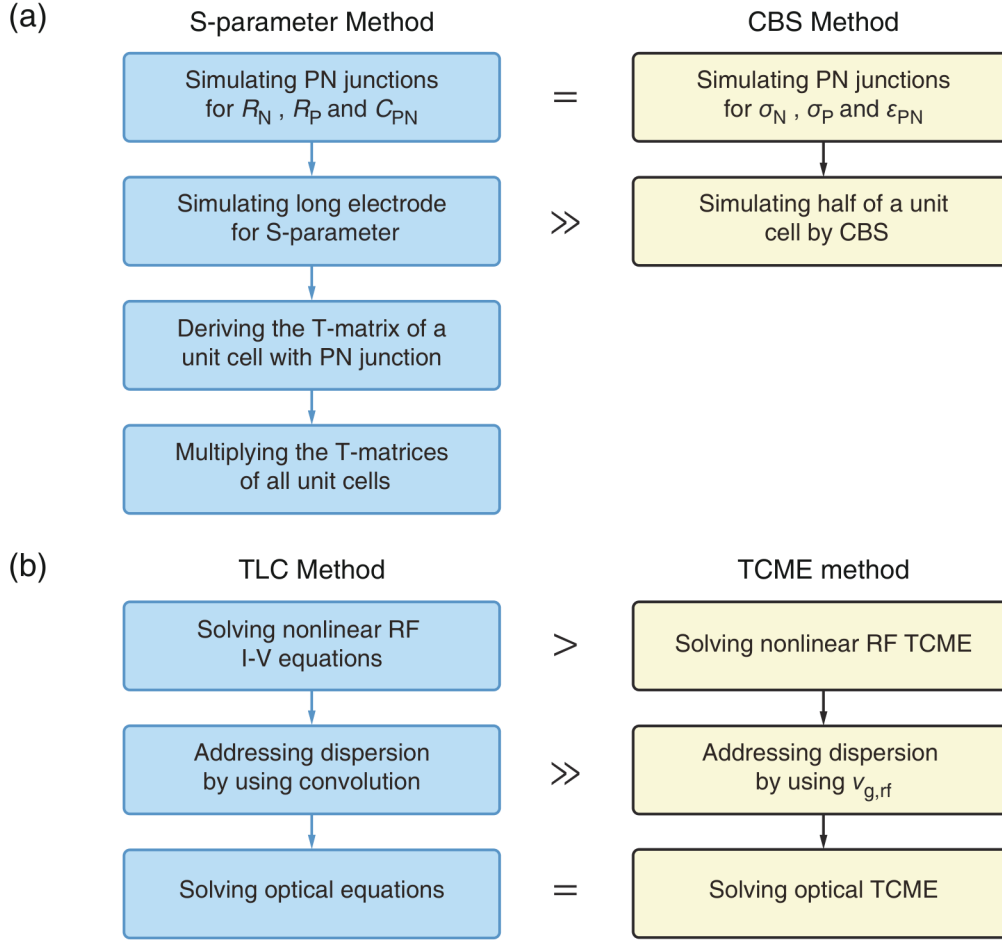 (a)
S-parameter Method
CBS Method
Simulating PN junctions
for R_N , R_P and C_PN
=
Simulating PN junctions
for σ_N , σ_P and ε_PN
Simulating long electrode
for S-parameter
≫
Simulating half of a unit
cell by CBS
Deriving the T-matrix of a
unit cell with PN junction
Multiplying the T-matrices
of all unit cells
(b)
TLC Method
TCME method
Solving nonlinear RF
I-V equations
>
Solving nonlinear RF TCME
Addressing dispersion
by using convolution
≫
Addressing dispersion
by using v_g,rf
Solving optical equations
=
Solving optical TCME